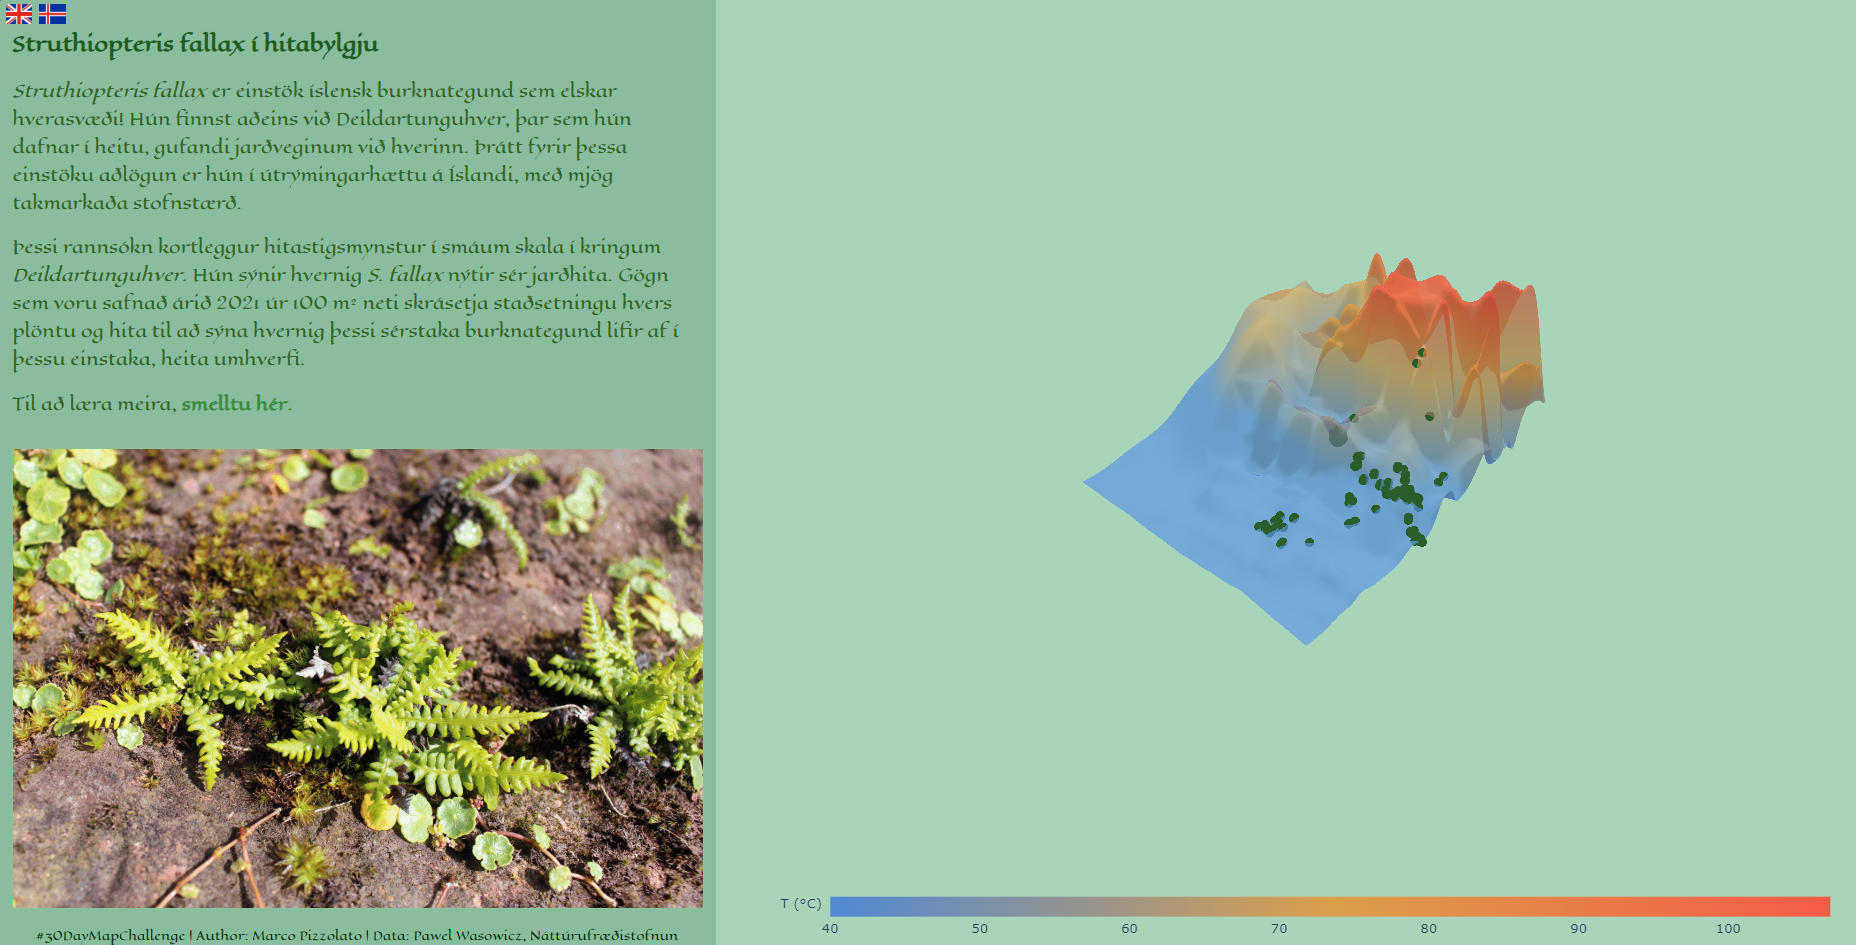 Struthiopteris fallax í hitabylgju
Struthiopteris fallax er einstök íslensk burknategund sem elskar
hverasvæði! Hún finnst aðeins við Deildartunguhver, þar sem hún
dafnar í heitu, gufandi jarðveginum við hverinn. Þrátt fyrir þessa
einstöku aðlögun er hún í útrýmingarhættu á Íslandi, með mjög
takmarkaða stofnstærð.
Þessi rannsókn kortleggur hitastigsmynstur í smáum skala í kringum
Deildartunguhver. Hún sýnir hvernig S. fallax nýtir sér jarðhita. Gögn
sem voru safnað árið 2021 úr 100 m² neti skrásetja staðsetningu hvers
plöntu og hita til að sýna hvernig þessi sérstaka burknategund lifir af í
þessu einstaka, heita umhverfi.
Til að læra meira, smelltu hér.
#30DayMapChallenge | Author: Marco Pizzolato | Data: Pawel Wasowicz, Náttúrufræðistofnun
T (°C)
40 50 60 70 80 90 100